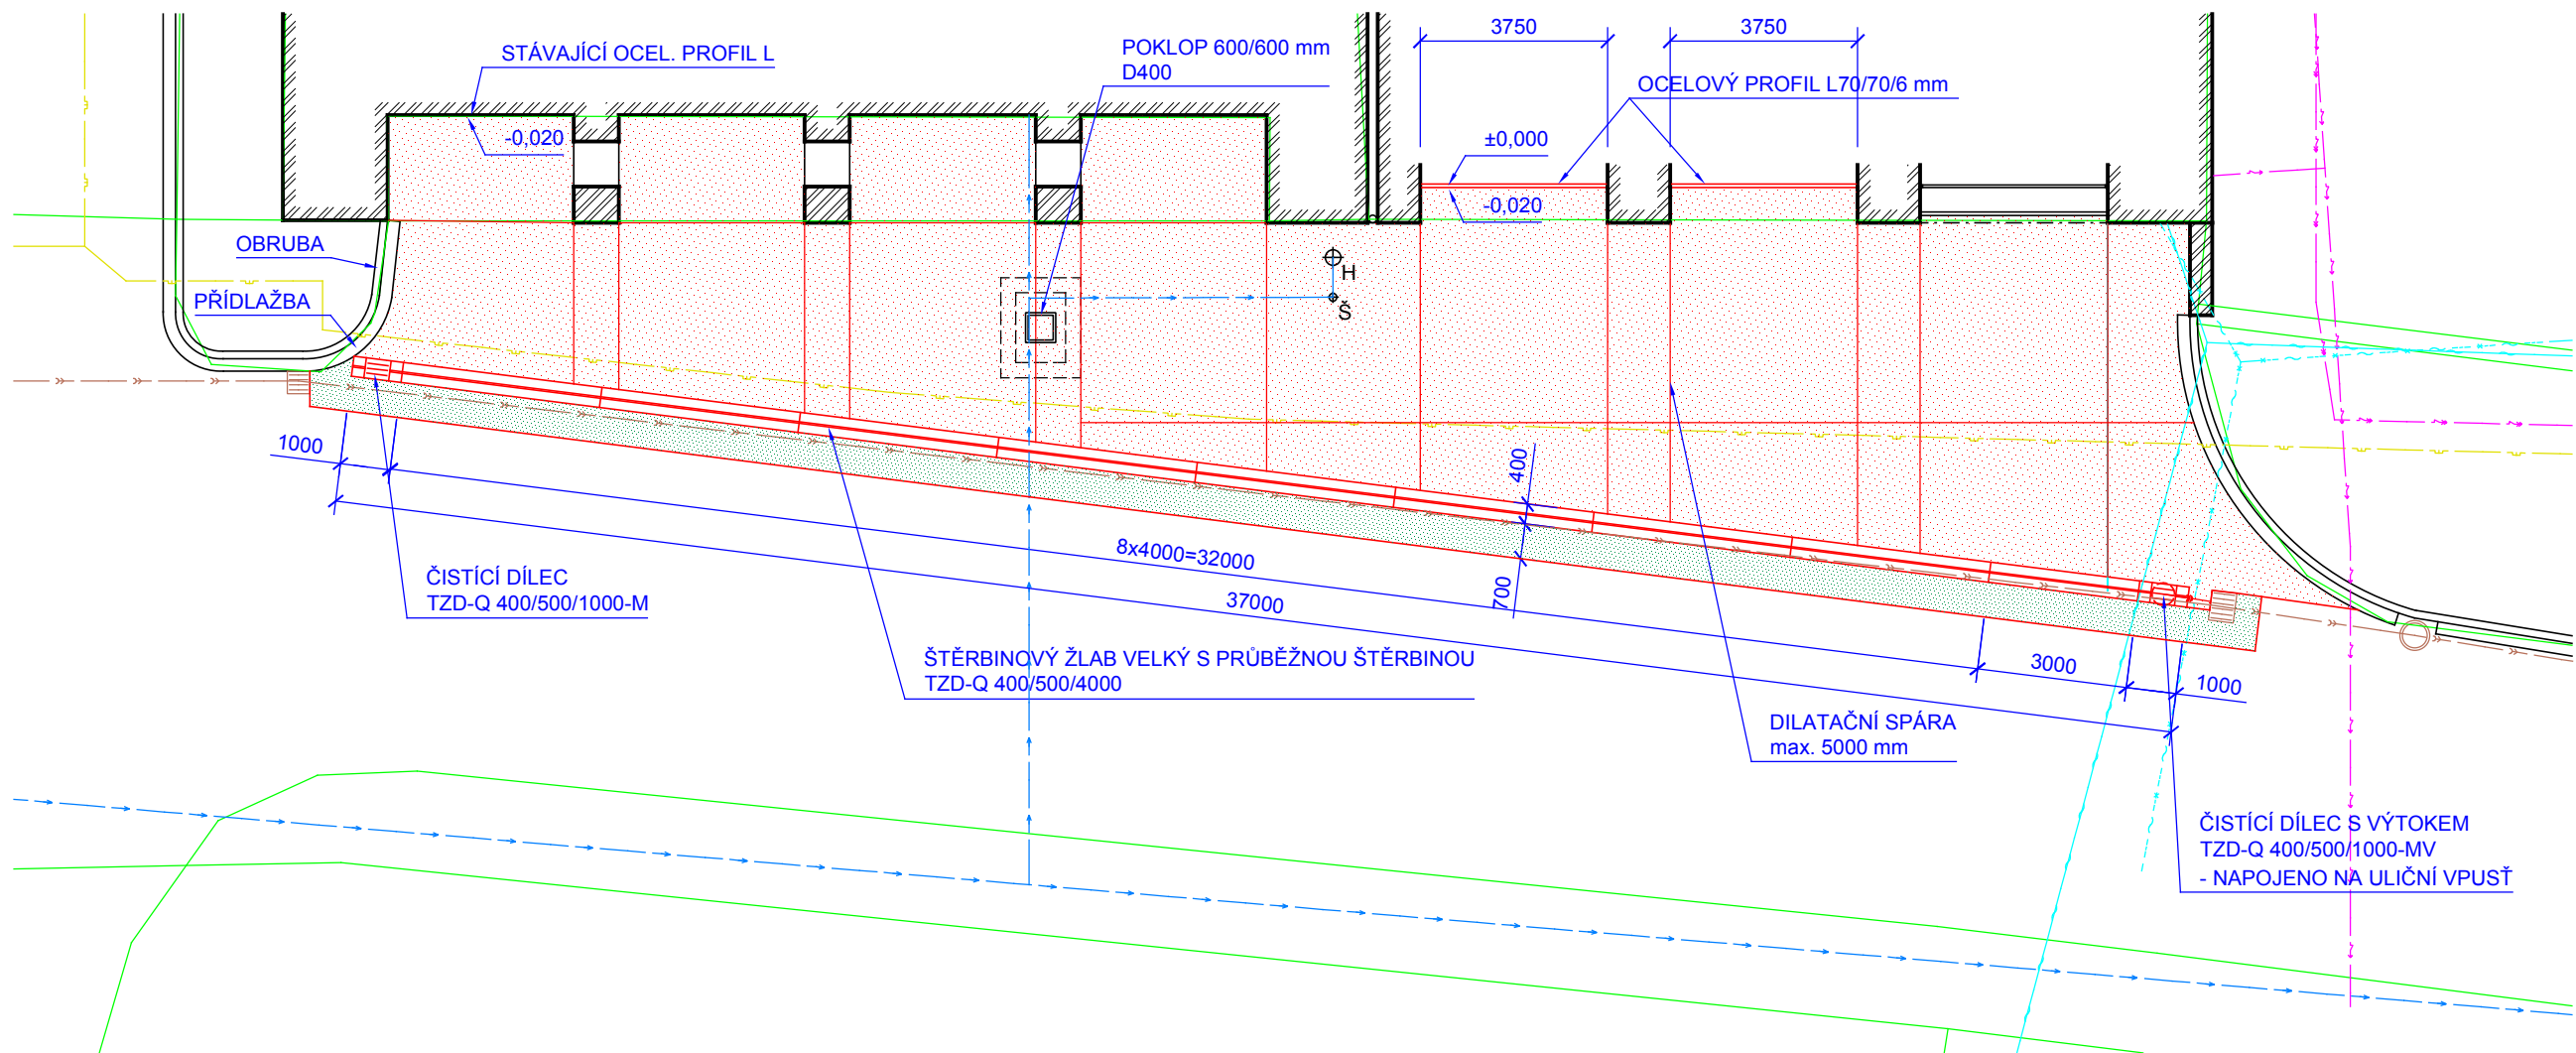 3750
3750
STÁVAJÍCÍ OCEL. PROFIL L
POKLOP 600/600 mm
D400
OCELOVÝ PROFIL L70/70/6 mm
-0,020
±0,000
-0,020
OBRUBA
PŘÍDLAŽBA
H
Š
1000
400
8x4000=32000
700
37000
ČISTÍCÍ DÍLEC
TZD-Q 400/500/1000-M
ŠTĚRBINOVÝ ŽLAB VELKÝ S PRŮBĚŽNOU ŠTĚRBINOU
TZD-Q 400/500/4000
3000
1000
DILATAČNÍ SPÁRA
max. 5000 mm
ČISTÍCÍ DÍLEC S VÝTOKEM
TZD-Q 400/500/1000-MV
- NAPOJENO NA ULIČNÍ VPUSŤ